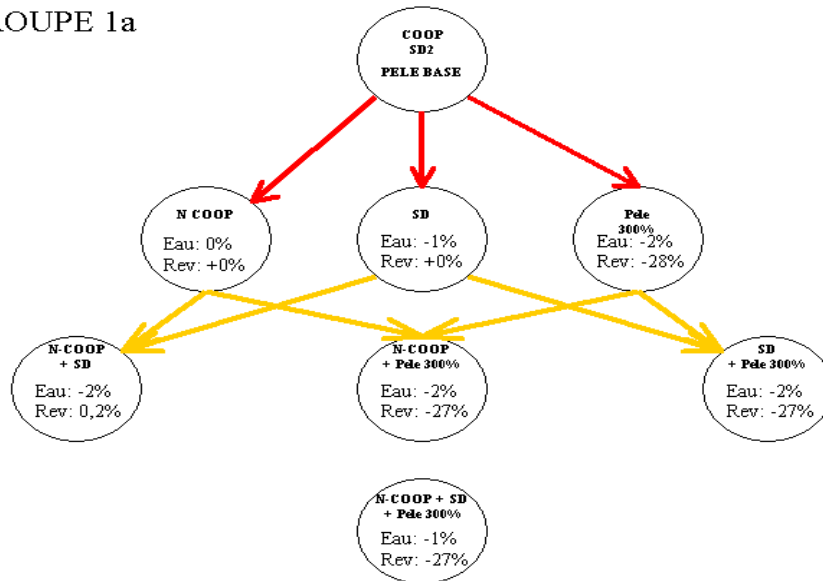 ROUPE 1a
COOP
SD2
PELE BASE
N COOP
Eau: 0%
Rev: +0%
SD
Eau: -1%
Rev: +0%
Pele
300%
Eau: -2%
Rev: -28%
N-COOP
+ SD
Eau: -2%
Rev: 0,2%
N-COOP
+ Pele 300%
Eau: -2%
Rev: -27%
SD
+ Pele 300%
Eau: -2%
Rev: -27%
N-COOP + SD
+ Pele 300%
Eau: -1%
Rev: -27%